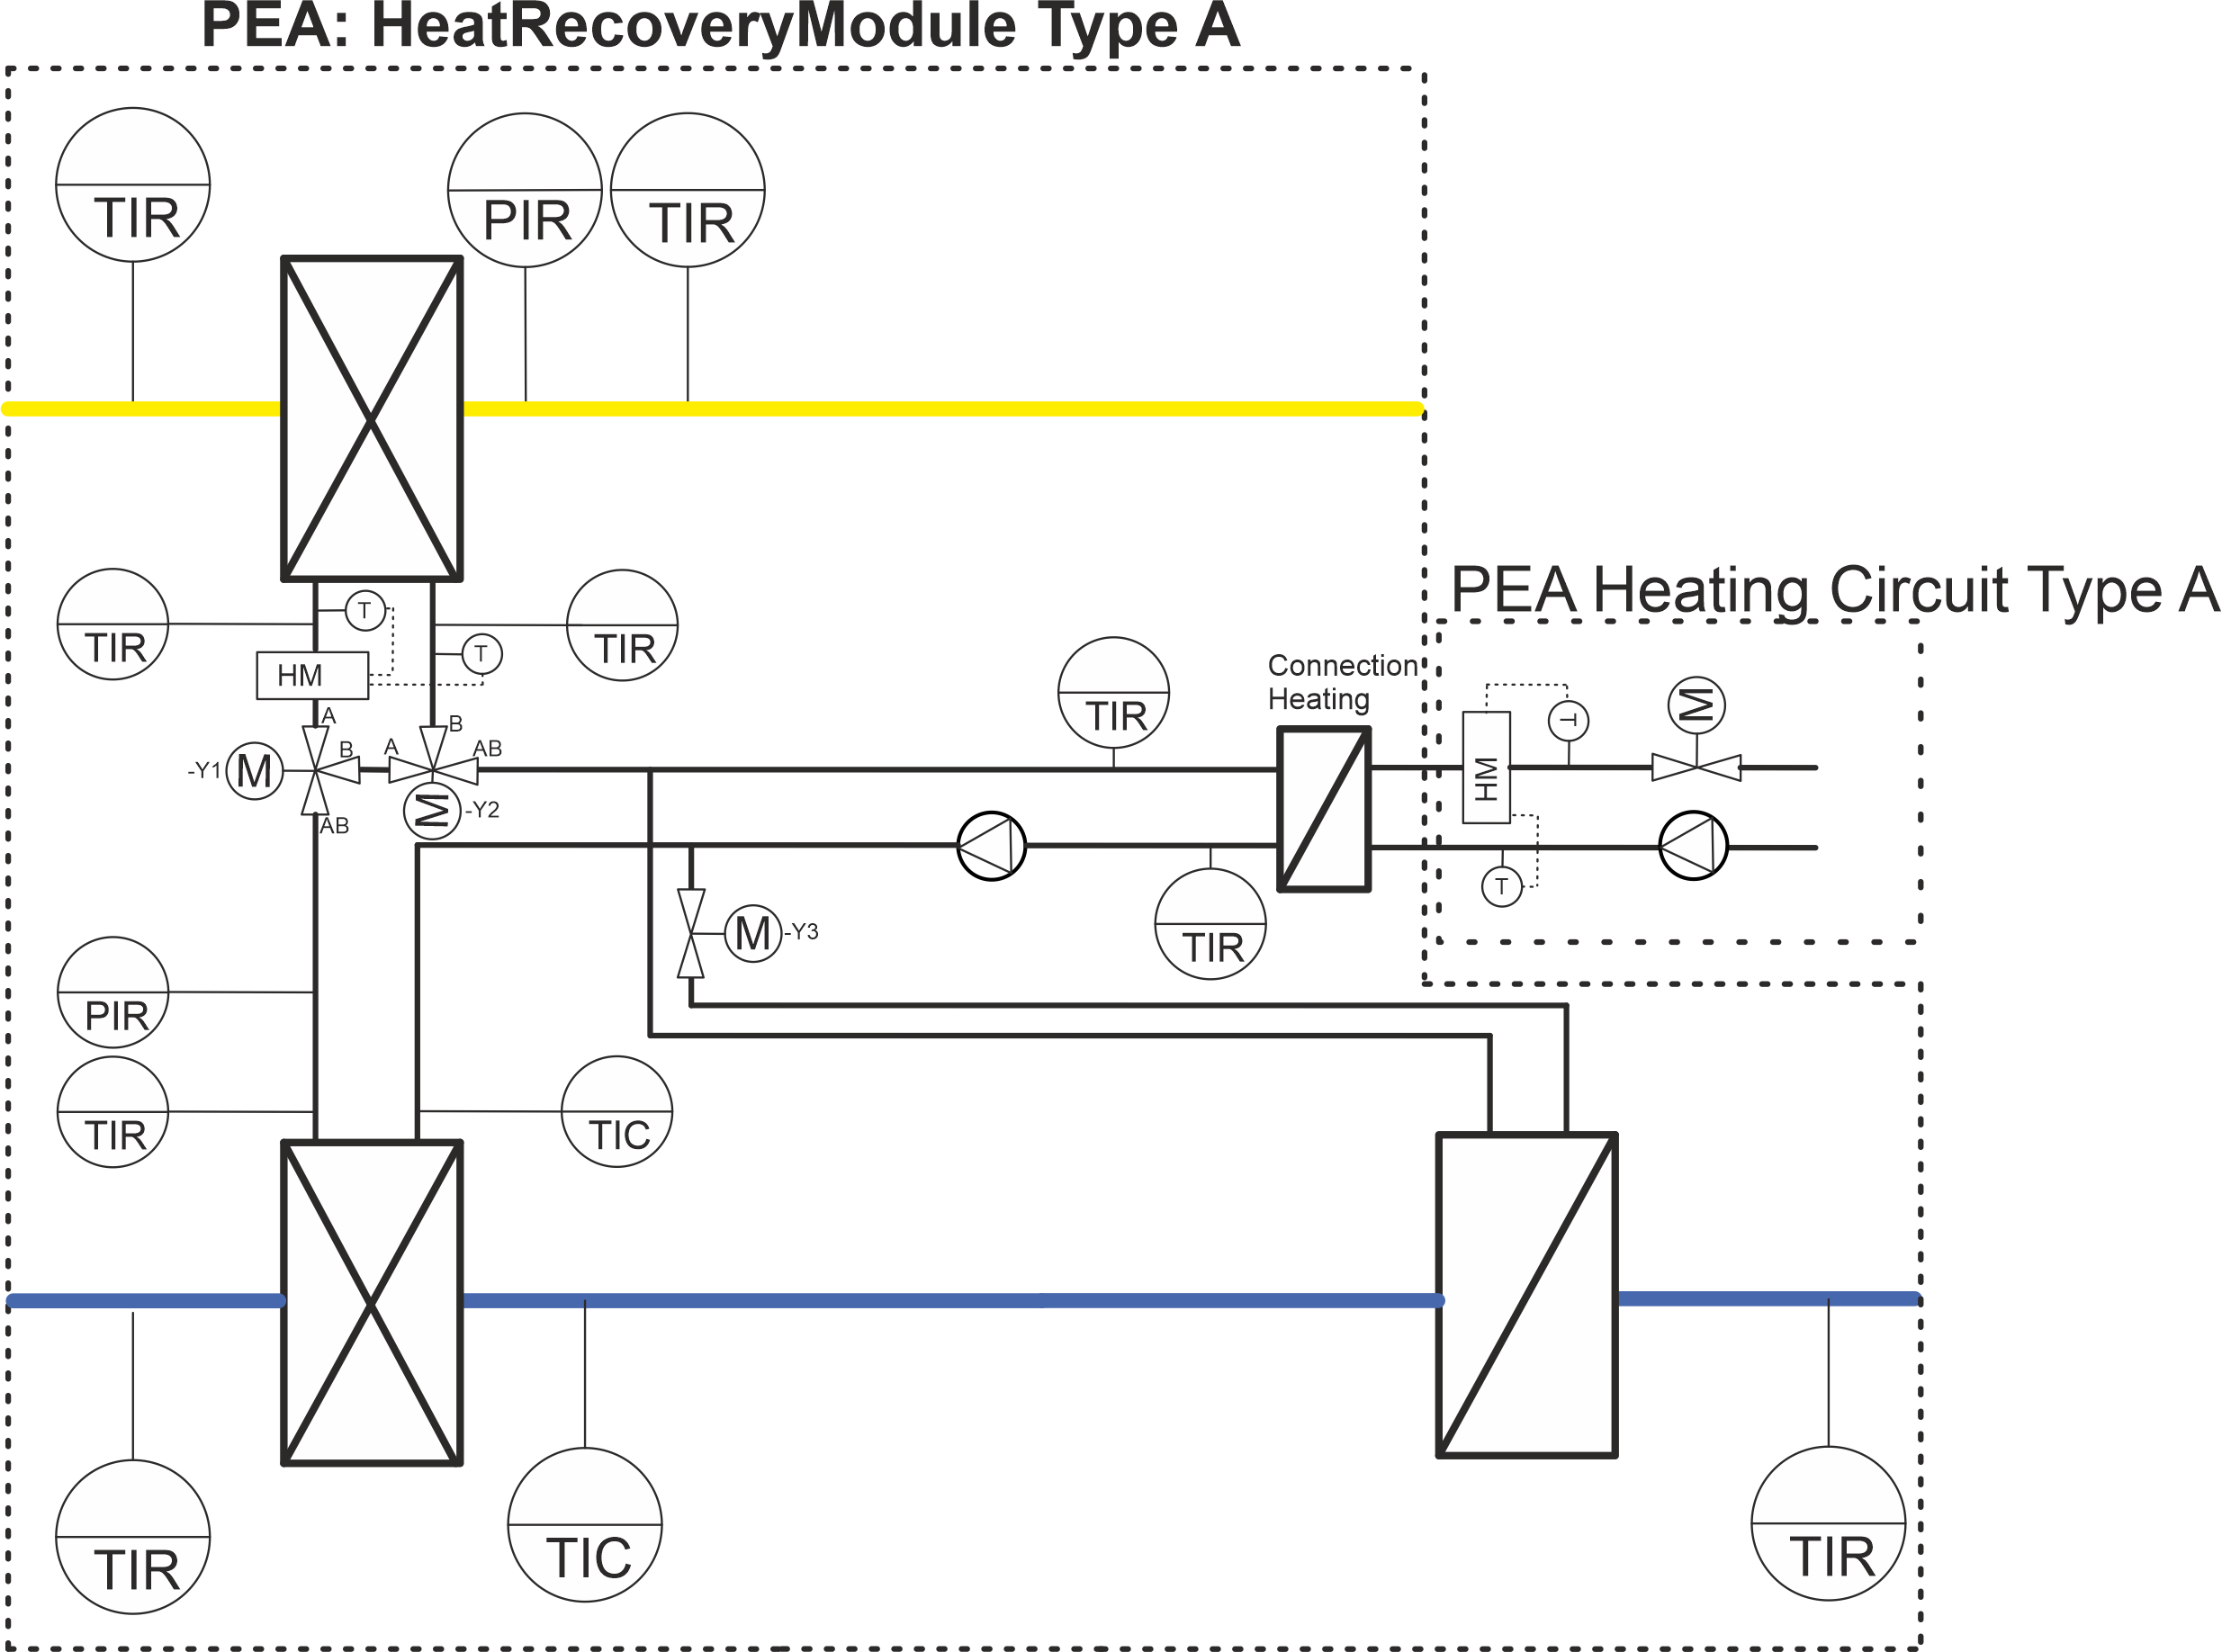 PEA: HeatRecoveryModule Type A
TIR
PIR
TIR
PEA Heating Circuit Type A
TIR
T
TIR
T
HM
TIR
Connection
Heating
HM
T
M
A
B
-Y1
M
B
A
AB
AB
M
-Y2
TIR
T
M
-Y3
PIR
TIR
TIC
TIR
TIC
TIR